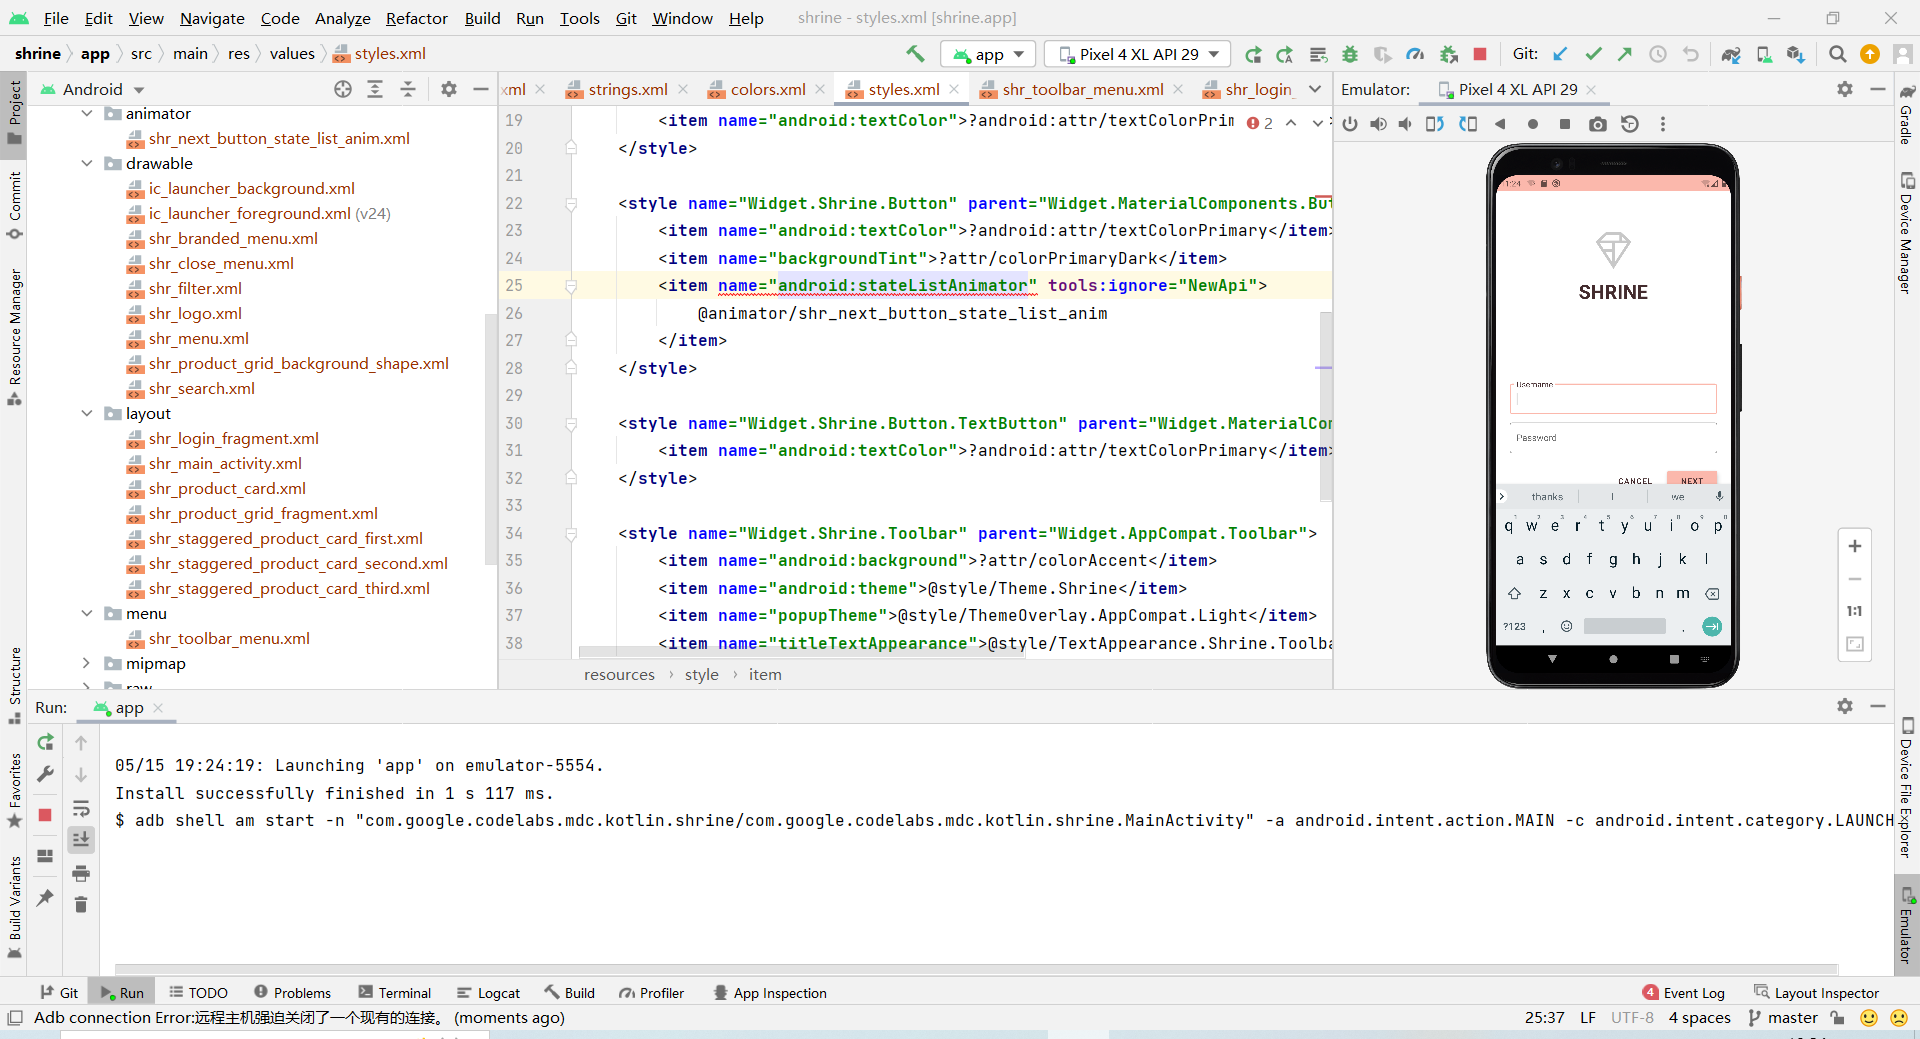 File Edit View Navigate Code Analyze Refactor Build Run Tools Git Window Help shrine - styles.xml [shrine.app]
shrine app src main res values styles.xml
app Pixel 4 XL API 29 Git:
Project
Commit
Resource Manager
Structure
Favorites
Build Variants
Android
animator
shr_next_button_state_list_anim.xml
drawable
ic_launcher_background.xml
ic_launcher_foreground.xml (v24)
shr_branded_menu.xml
shr_close_menu.xml
shr_filter.xml
shr_logo.xml
shr_menu.xml
shr_product_grid_background_shape.xml
shr_search.xml
layout
shr_login_fragment.xml
shr_main_activity.xml
shr_product_card.xml
shr_product_grid_fragment.xml
shr_staggered_product_card_first.xml
shr_staggered_product_card_second.xml
shr_staggered_product_card_third.xml
menu
shr_toolbar_menu.xml
mipmap
raw
xml strings.xml colors.xml styles.xml shr_toolbar_menu.xml shr_login_
19 <item name="android:textColor">?android:attr/textColorPrim 2
20 </style>
21
22 <style name="Widget.Shrine.Button" parent="Widget.MaterialComponents.But
23 <item name="android:textColor">?android:attr/textColorPrimary</item>
24 <item name="backgroundTint">?attr/colorPrimaryDark</item>
25 <item name="android:stateListAnimator" tools:ignore="NewApi">
26 @animator/shr_next_button_state_list_anim
27 </item>
28 </style>
29
30 <style name="Widget.Shrine.Button.TextButton" parent="Widget.MaterialCom
31 <item name="android:textColor">?android:attr/textColorPrimary</item>
32 </style>
33
34 <style name="Widget.Shrine.Toolbar" parent="Widget.AppCompat.Toolbar">
35 <item name="android:background">?attr/colorAccent</item>
36 <item name="android:theme">@style/Theme.Shrine</item>
37 <item name="popupTheme">@style/ThemeOverlay.AppCompat.Light</item>
38 <item name="titleTextAppearance">@style/TextAppearance.Shrine.Toolba
resources › style › item
Emulator: Pixel 4 XL API 29
1:24
SHRINE
Username
Password
CANCEL NEXT
thanks I we
q w e r t y u i o p
1 2 3 4 5 6 7 8 9 0
a s d f g h j k l
z x c v b n m
?123 , .
1:1
Gradle
Device Manager
Device File Explorer
Emulator
Run: app
05/15 19:24:19: Launching 'app' on emulator-5554.
Install successfully finished in 1 s 117 ms.
$ adb shell am start -n "com.google.codelabs.mdc.kotlin.shrine/com.google.codelabs.mdc.kotlin.shrine.MainActivity" -a android.intent.action.MAIN -c android.intent.category.LAUNCH
Git Run TODO Problems Terminal Logcat Build Profiler App Inspection 4 Event Log Layout Inspector
Adb connection Error:远程主机强迫关闭了一个现有的连接。 (moments ago) 25:37 LF UTF-8 4 spaces master